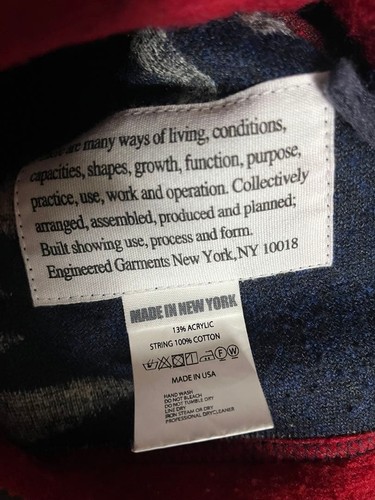 are many ways of living, conditions,
capacities, shapes, growth, function, purpose,
practice, use, work and operation. Collectively
arranged, assembled, produced and planned;
Built showing use, process and form.
Engineered Garments New York,NY 10018
MADE IN NEW YORK
13% ACRYLIC
STRING 100% COTTON
MADE IN USA
HAND WASH
DO NOT BLEACH
DO NOT TUMBLE DRY
LINE DRY
IRON STEAM OR DRY
PROFESSIONAL DRYCLEANER